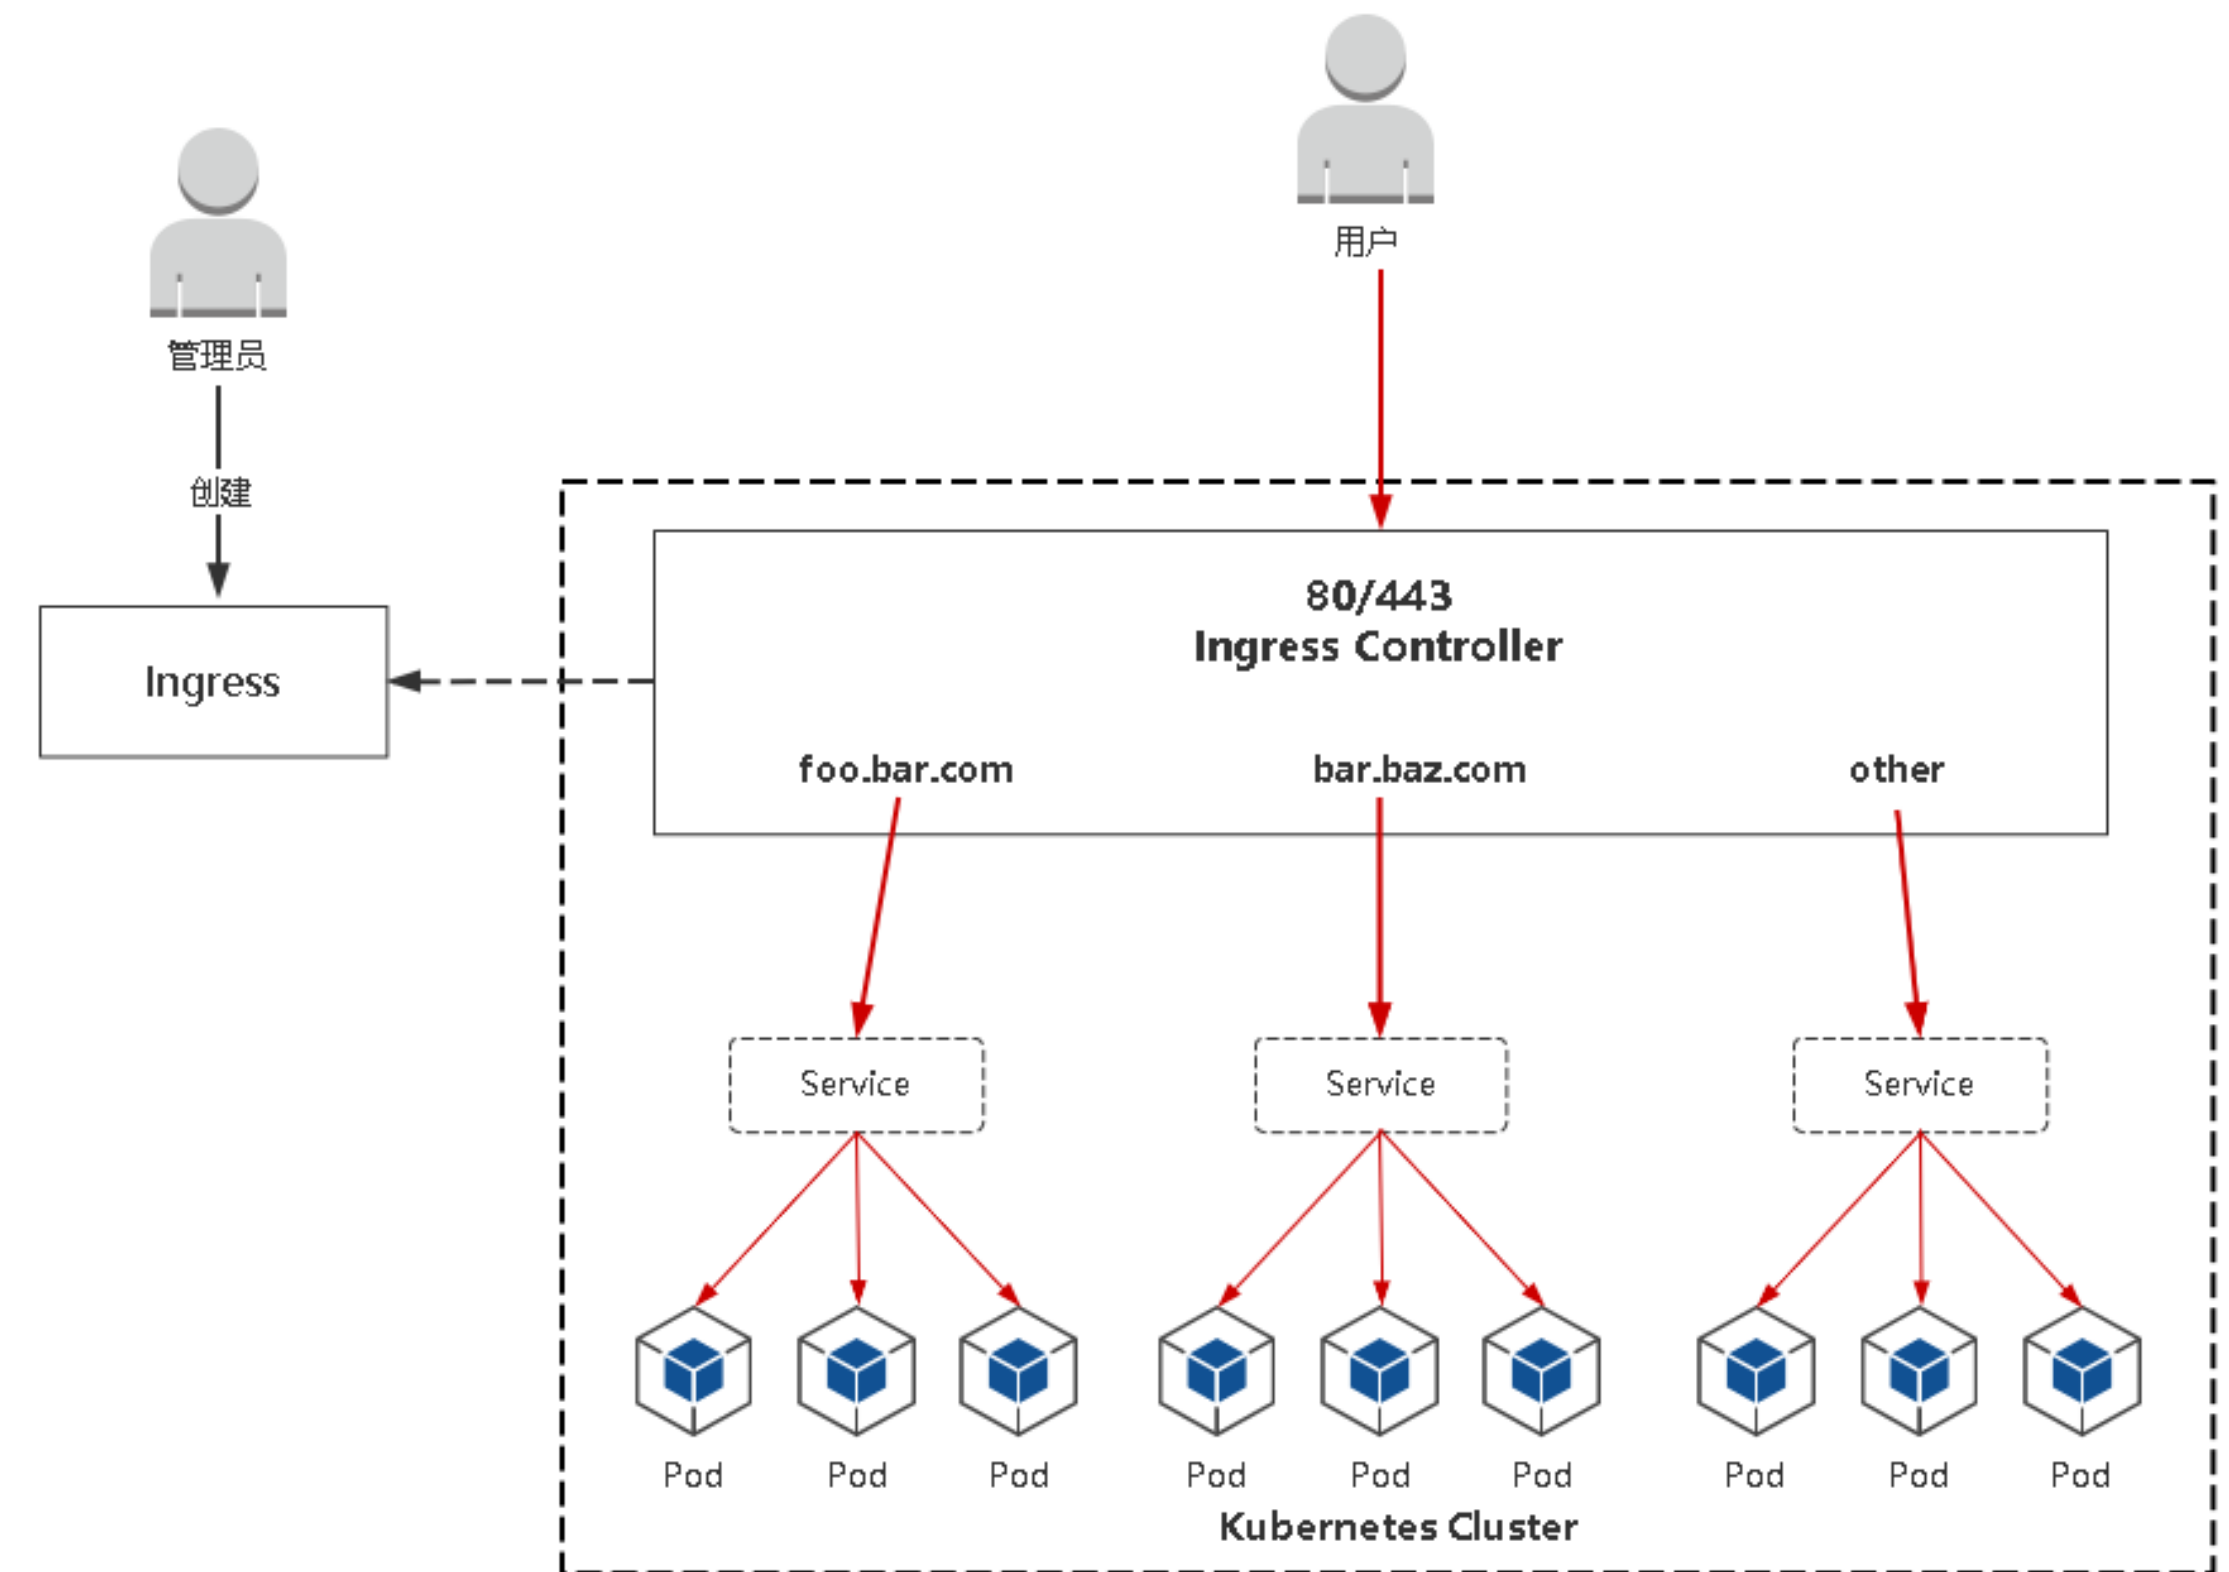 用户
管理员
创建
80/443
Ingress Controller
Ingress
foo.bar.com
bar.baz.com
other
Service
Service
Service
Pod
Pod
Pod
Pod
Pod
Pod
Pod
Pod
Pod
Kubernetes Cluster